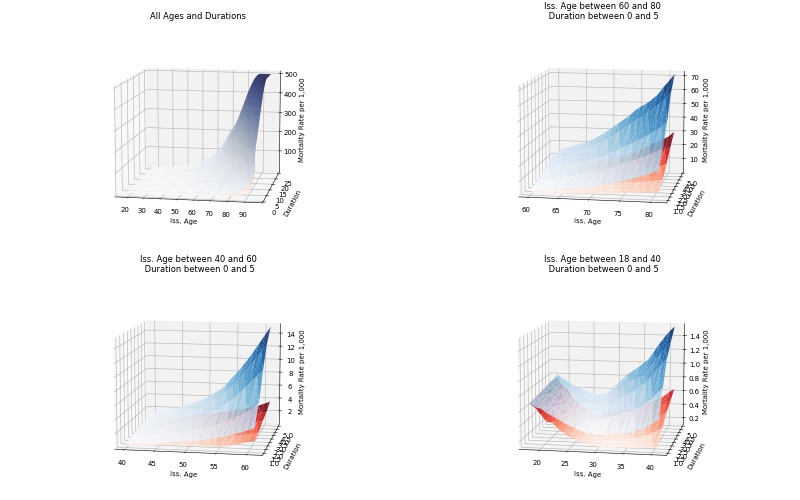 All Ages and Durations
500
400
300
200
100
Mortality Rate per 1,000
20 30 40 50 60 70 80 90
Iss. Age
0 5 10 15 20 25
Duration
Iss. Age between 60 and 80
Duration between 0 and 5
70
60
50
40
30
20
10
Mortality Rate per 1,000
60 65 70 75 80
Iss. Age
Duration
Iss. Age between 40 and 60
Duration between 0 and 5
14
12
10
8
6
4
2
Mortality Rate per 1,000
40 45 50 55 60
Iss. Age
Duration
Iss. Age between 18 and 40
Duration between 0 and 5
1.4
1.2
1.0
0.8
0.6
0.4
0.2
Mortality Rate per 1,000
20 25 30 35 40
Iss. Age
Duration